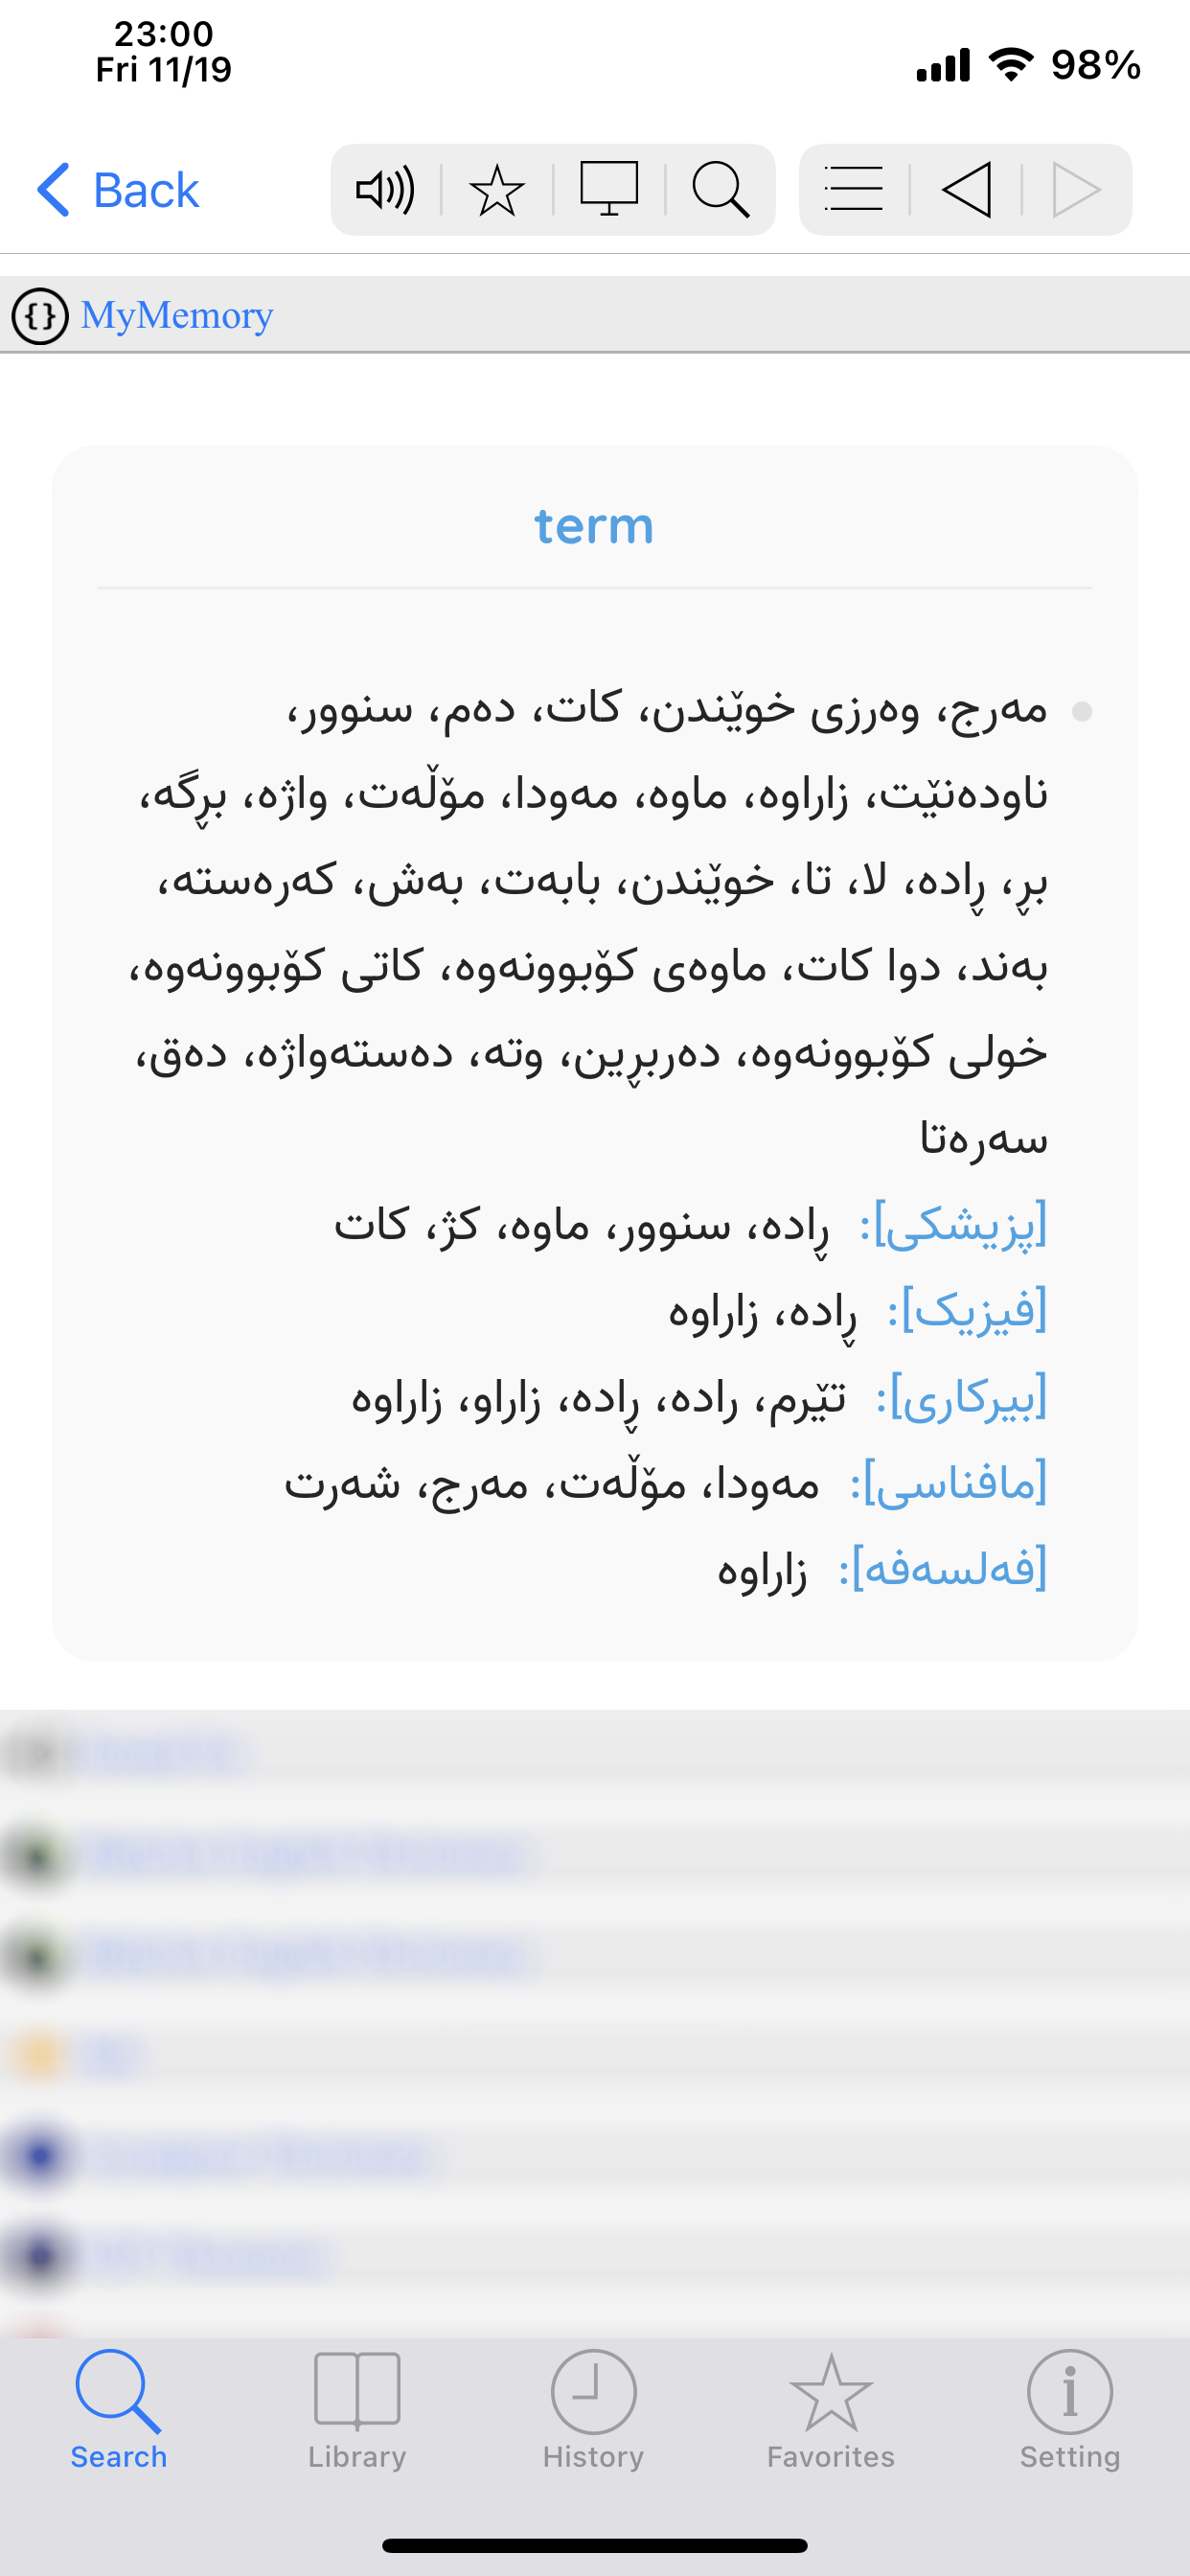 23:00
Fri 11/19
98%
Back
MyMemory
term
مەرج، وەرزی خوێندن، کات، دەم، سنوور،
ناودەنێت، زاراوە، ماوە، مەودا، مۆڵەت، واژە، بڕگە،
بڕ، ڕادە، لا، تا، خوێندن، بابەت، بەش، کەرەستە،
بەند، دوا کات، ماوەی کۆبوونەوە، کاتی کۆبوونەوە،
خولی کۆبوونەوە، دەربڕین، وتە، دەستەواژە، دەق،
سەرەتا
[پزیشکی]: ڕادە، سنوور، ماوە، کژ، کات
[فیزیک]: ڕادە، زاراوە
[بیرکاری]: تێرم، رادە، ڕادە، زاراو، زاراوە
[مافناسی]: مەودا، مۆڵەت، مەرج، شەرت
[فەلسەفە]: زاراوە
Search Library History Favorites Setting